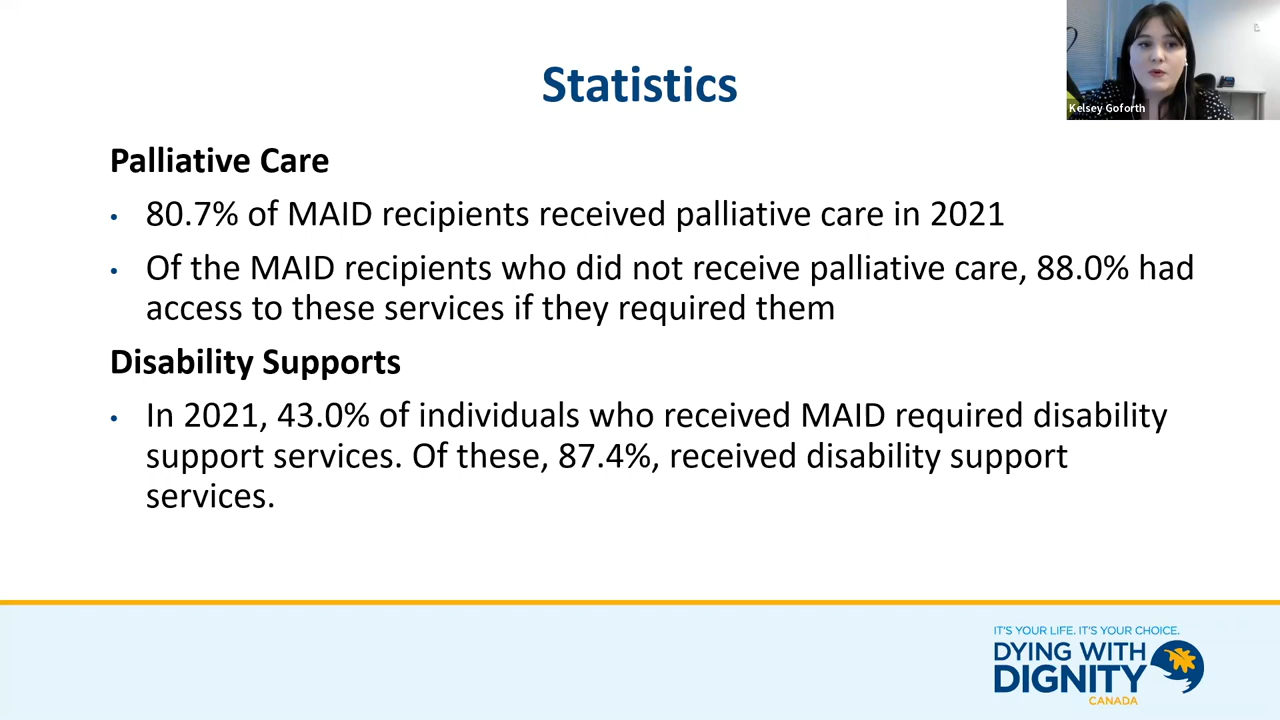 Statistics
Kelsey Goforth
Palliative Care
• 80.7% of MAID recipients received palliative care in 2021
• Of the MAID recipients who did not receive palliative care, 88.0% had
access to these services if they required them
Disability Supports
• In 2021, 43.0% of individuals who received MAID required disability
support services. Of these, 87.4%, received disability support
services.
IT'S YOUR LIFE. IT'S YOUR CHOICE.
DYING WITH
DIGNITY
CANADA